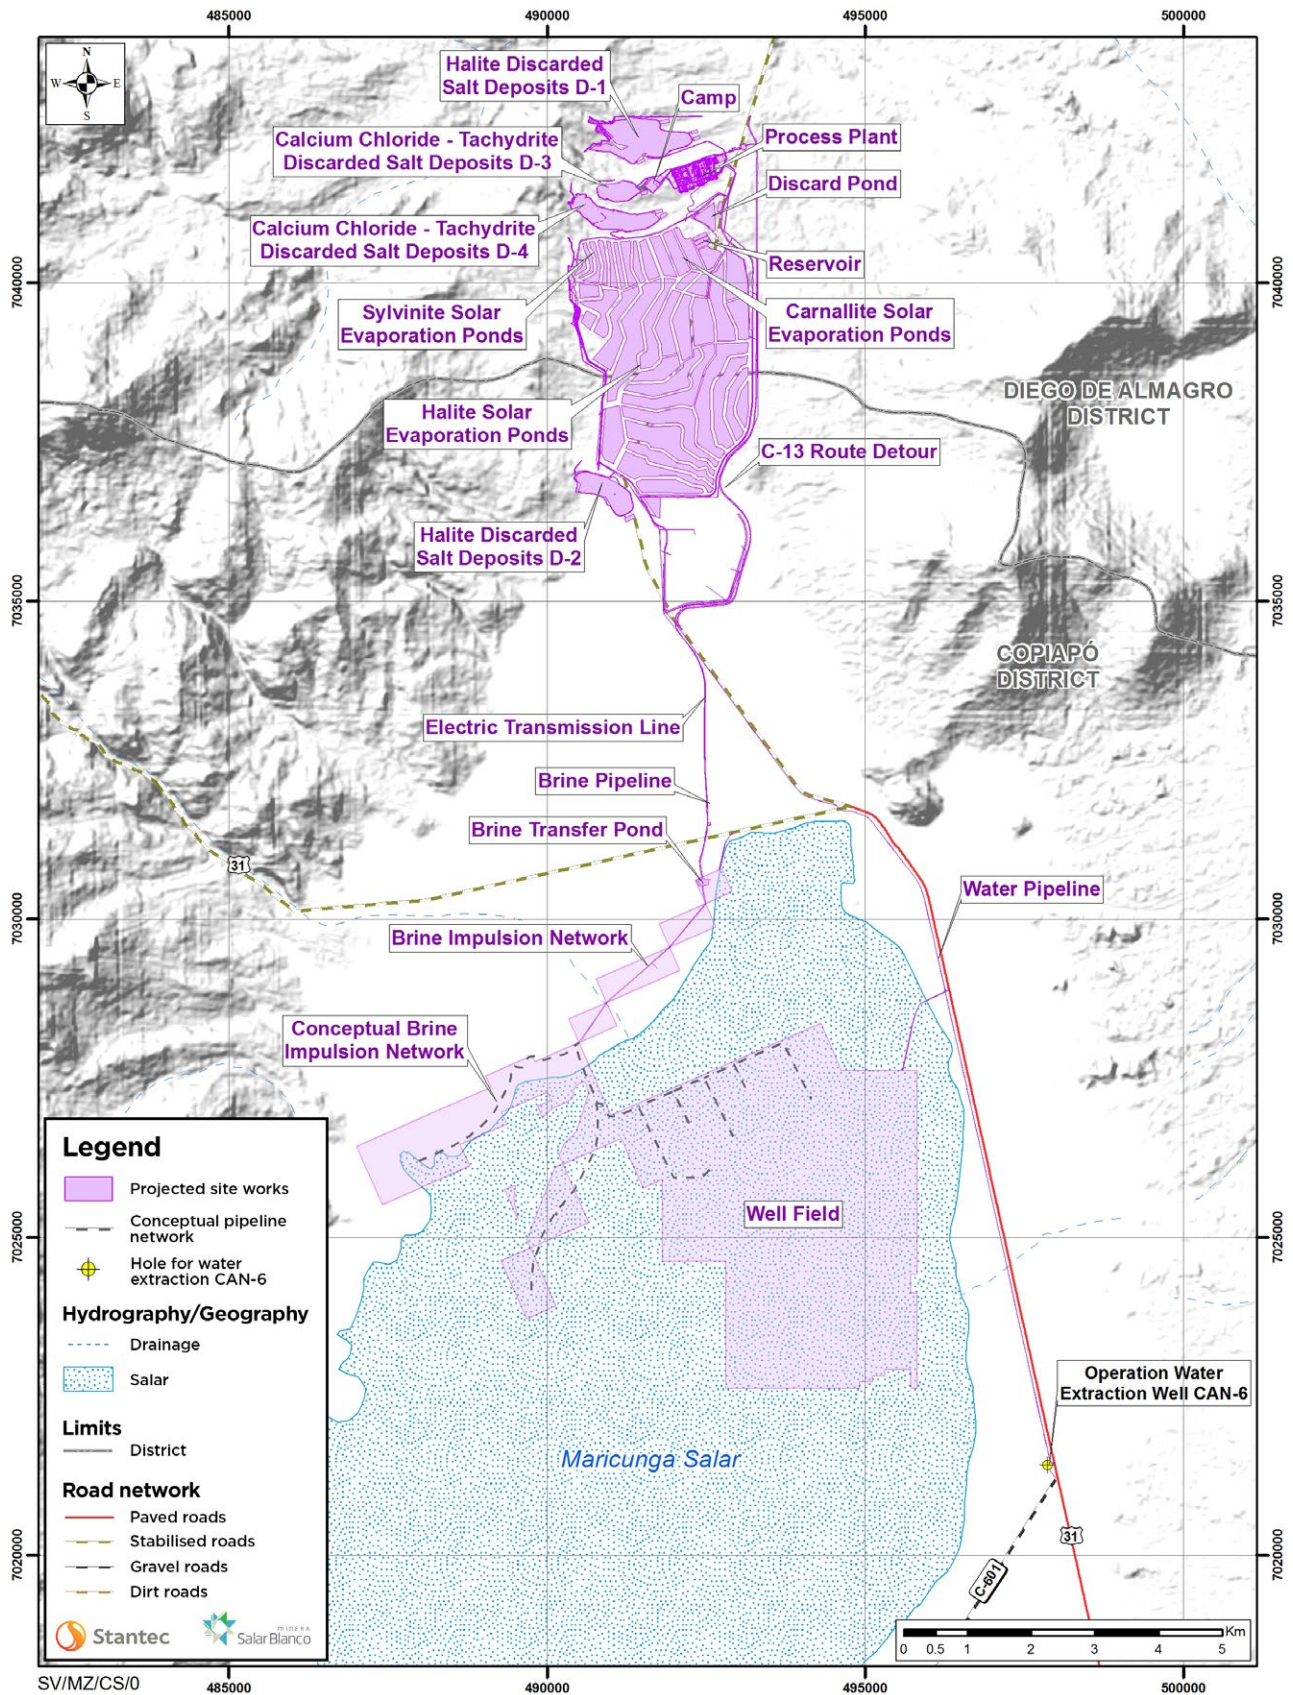 485000
490000
495000
500000
N
W
E
S
Halite Discarded
Salt Deposits D-1
Camp
Calcium Chloride - Tachydrite
Discarded Salt Deposits D-3
Process Plant
Discard Pond
Calcium Chloride - Tachydrite
Discarded Salt Deposits D-4
Reservoir
7040000
7040000
Sylvinite Solar
Evaporation Ponds
Carnallite Solar
Evaporation Ponds
DIEGO DE ALMAGRO
DISTRICT
Halite Solar
Evaporation Ponds
C-13 Route Detour
Halite Discarded
Salt Deposits D-2
7035000
7035000
COPIAPÓ
DISTRICT
Electric Transmission Line
Brine Pipeline
Brine Transfer Pond
31
Water Pipeline
7030000
7030000
Brine Impulsion Network
Conceptual Brine
Impulsion Network
Well Field
7025000
7025000
Legend
Projected site works
Conceptual pipeline
network
Hole for water
extraction CAN-6
Hydrography/Geography
Drainage
Salar
Limits
District
Road network
Paved roads
Stabilised roads
Gravel roads
Dirt roads
Stantec
MINERA
SalarBlanco
Operation Water
Extraction Well CAN-6
Maricunga Salar
31
C-601
7020000
7020000
0 0.5 1 2 3 4 5 Km
SV/MZ/CS/0
485000
490000
495000
500000